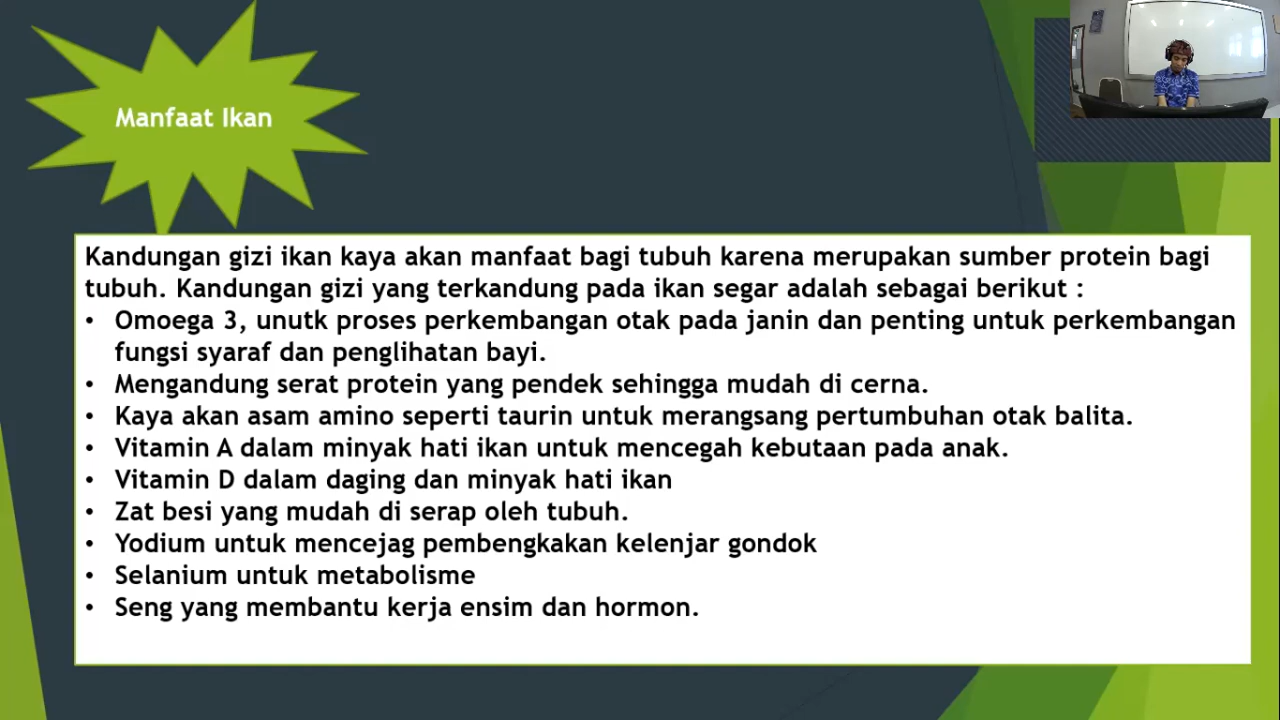 Manfaat Ikan
Kandungan gizi ikan kaya akan manfaat bagi tubuh karena merupakan sumber protein bagi
tubuh. Kandungan gizi yang terkandung pada ikan segar adalah sebagai berikut :
• Omoega 3, unutk proses perkembangan otak pada janin dan penting untuk perkembangan
fungsi syaraf dan penglihatan bayi.
• Mengandung serat protein yang pendek sehingga mudah di cerna.
• Kaya akan asam amino seperti taurin untuk merangsang pertumbuhan otak balita.
• Vitamin A dalam minyak hati ikan untuk mencegah kebutaan pada anak.
• Vitamin D dalam daging dan minyak hati ikan
• Zat besi yang mudah di serap oleh tubuh.
• Yodium untuk mencejag pembengkakan kelenjar gondok
• Selanium untuk metabolisme
• Seng yang membantu kerja ensim dan hormon.